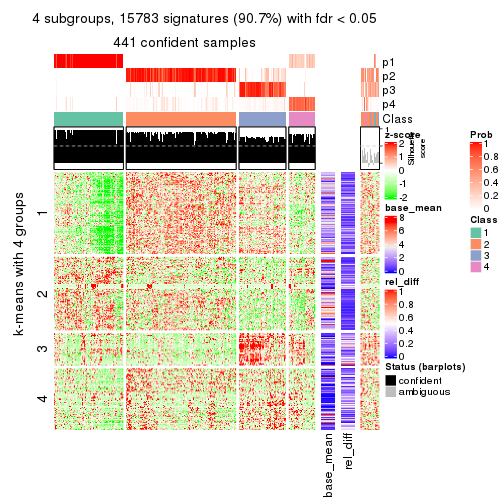 4 subgroups, 15783 signatures (90.7%) with fdr < 0.05
441 confident samples
p1
p2
p3
p4
Class
1
Silhouette
score
k-means with 4 groups
1
2
3
4
base_mean
rel_diff
z-score
2
1
0
-1
-2
base_mean
8
6
4
2
0
rel_diff
1
0.8
0.6
0.4
0.2
0
Status (barplots)
confident
ambiguous
Prob
1
0.8
0.6
0.4
0.2
0
Class
1
2
3
4